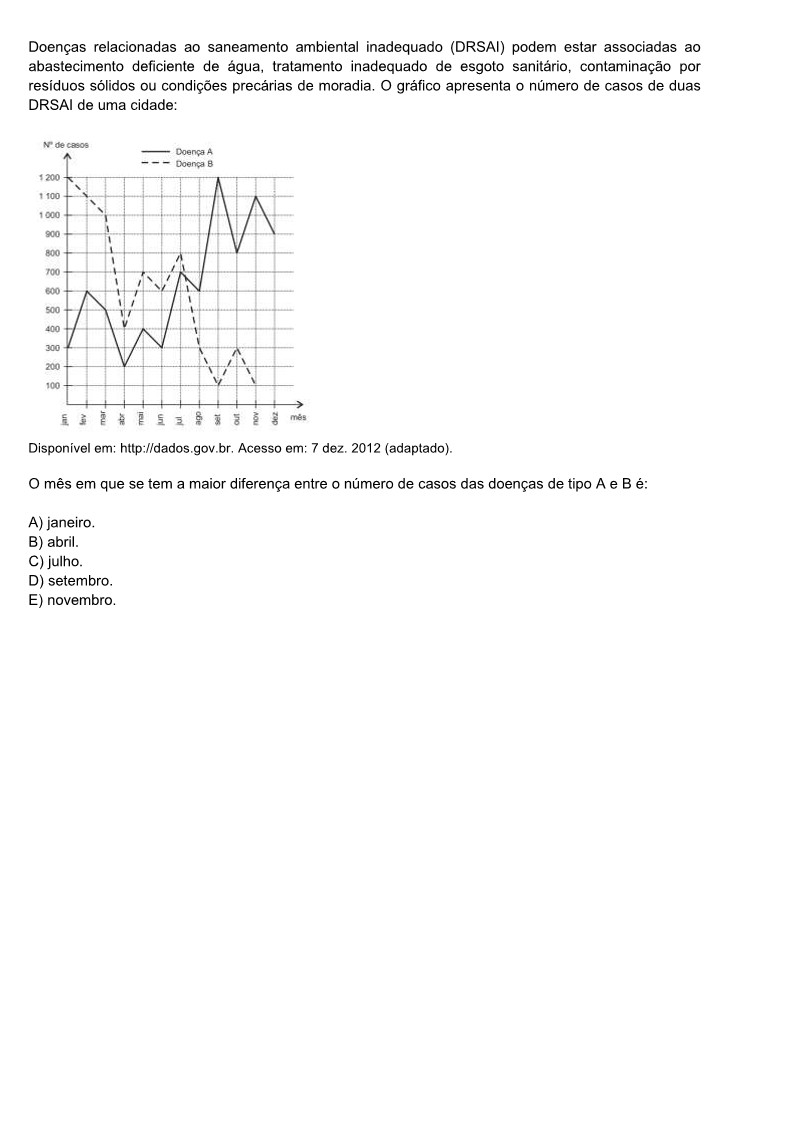 Doenças relacionadas ao saneamento ambiental inadequado (DRSAI) podem estar associadas ao
abastecimento deficiente de água, tratamento inadequado de esgoto sanitário, contaminação por
resíduos sólidos ou condições precárias de moradia. O gráfico apresenta o número de casos de duas
DRSAI de uma cidade:
Nº de casos
Doença A
Doença B
1 200
1 100
1 000
900
800
700
600
500
400
300
200
100
jan fev mar abr mai jun jul ago set out nov dez mês
Disponível em: http://dados.gov.br. Acesso em: 7 dez. 2012 (adaptado).
O mês em que se tem a maior diferença entre o número de casos das doenças de tipo A e B é:
A) janeiro.
B) abril.
C) julho.
D) setembro.
E) novembro.